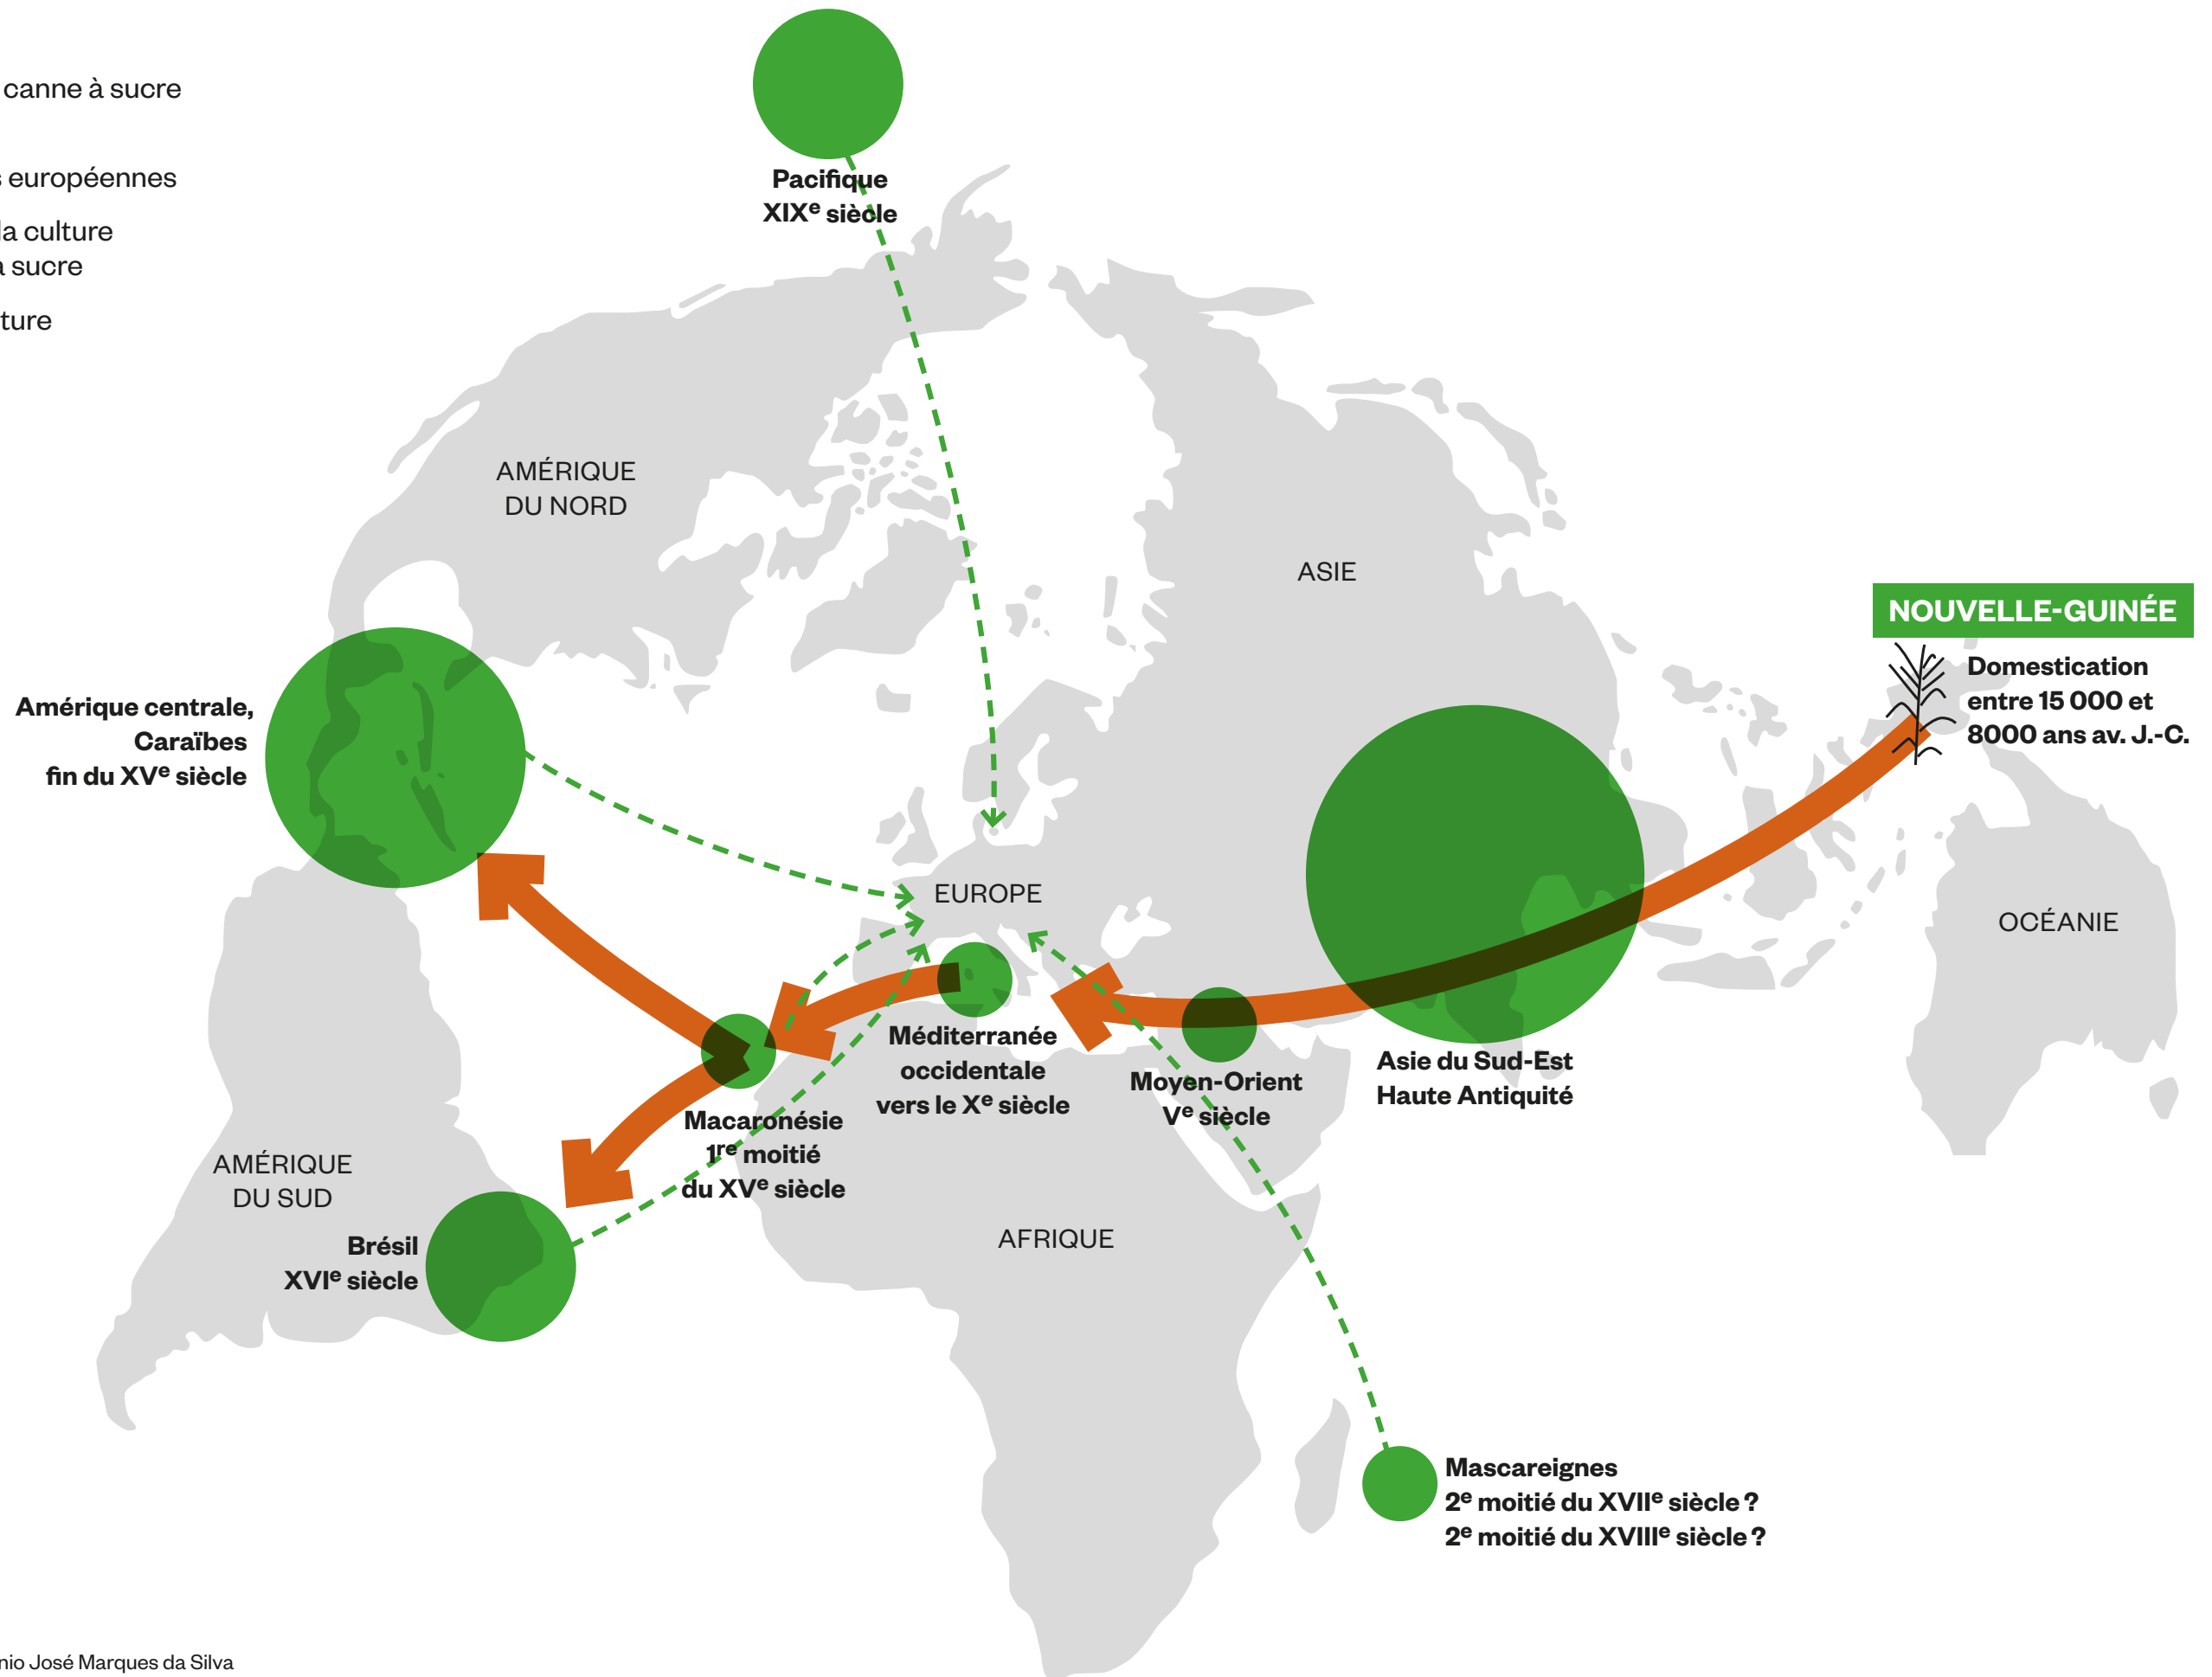 canne à sucre
européennes
la culture
sucre
Pacifique
XIXe siècle
AMÉRIQUE
DU NORD
ASIE
NOUVELLE-GUINÉE
Domestication
entre 15 000 et
8000 ans av. J.-C.
Amérique centrale,
Caraïbes
fin du XVe siècle
EUROPE
OCÉANIE
Méditerranée
occidentale
vers le Xe siècle
Moyen-Orient
Ve siècle
Asie du Sud-Est
Haute Antiquité
Macaronésie
1re moitié
du XVe siècle
AMÉRIQUE
DU SUD
Brésil
XVIe siècle
AFRIQUE
Mascareignes
2e moitié du XVIIe siècle ?
2e moitié du XVIIIe siècle ?
José Marques da Silva